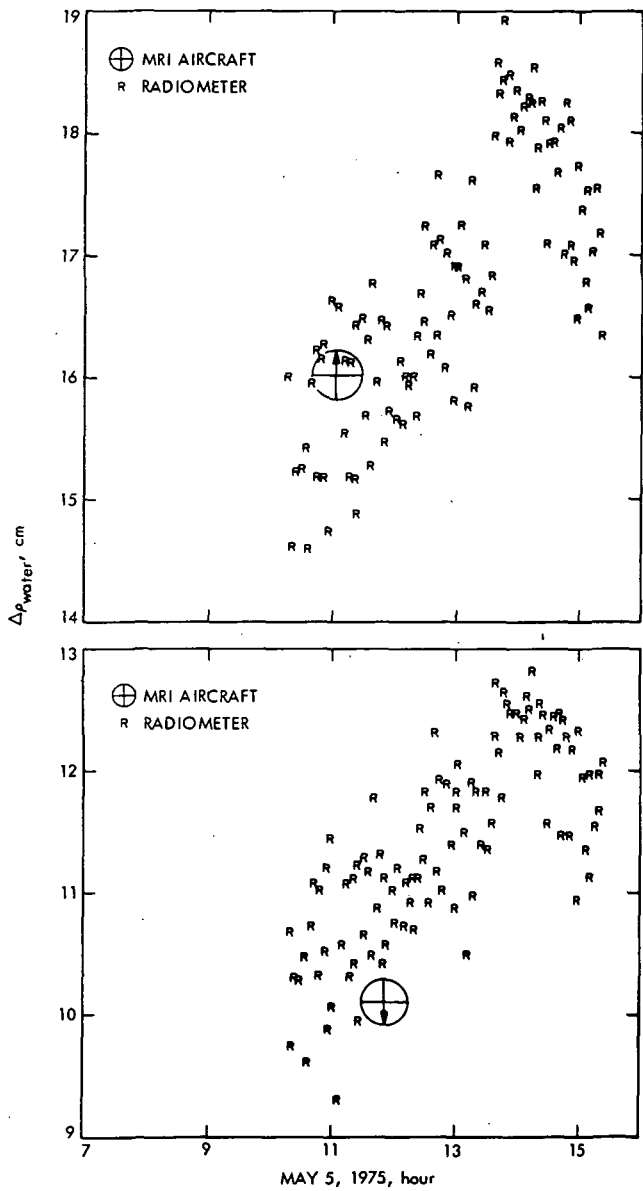 19
18
17
16
15
14
MRI AIRCRAFT
R RADIOMETER
Δρwater, cm
13
12
11
10
9
MRI AIRCRAFT
R RADIOMETER
7 9 11 13 15
MAY 5, 1975, hour